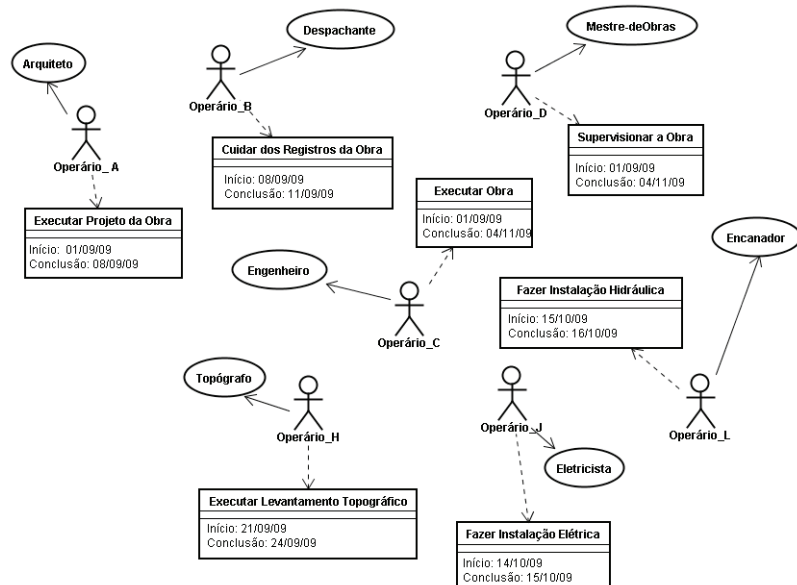 Despachante
Mestre-deObras
Arquiteto
Operário_B
Operário_D
Cuidar dos Registros da Obra
Início: 08/09/09
Conclusão: 11/09/09
Supervisionar a Obra
Início: 01/09/09
Conclusão: 04/11/09
Operário_ A
Executar Projeto da Obra
Início:  01/09/09
Conclusão: 08/09/09
Executar Obra
Início: 01/09/09
Conclusão: 04/11/09
Encanador
Engenheiro
Operário_C
Fazer Instalação Hidráulica
Início: 15/10/09
Conclusão: 16/10/09
Topógrafo
Operário_H
Operário_J
Operário_L
Eletricista
Executar Levantamento Topográfico
Início: 21/09/09
Conclusão: 24/09/09
Fazer Instalação Elétrica
Início: 14/10/09
Conclusão: 15/10/09